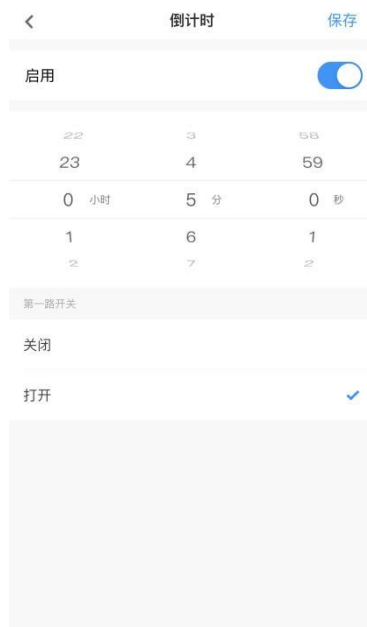 倒计时 保存
启用
22 3 58
23 4 59
0 小时 5 分 0 秒
1 6 1
2 7 2
第一路开关
关闭
打开